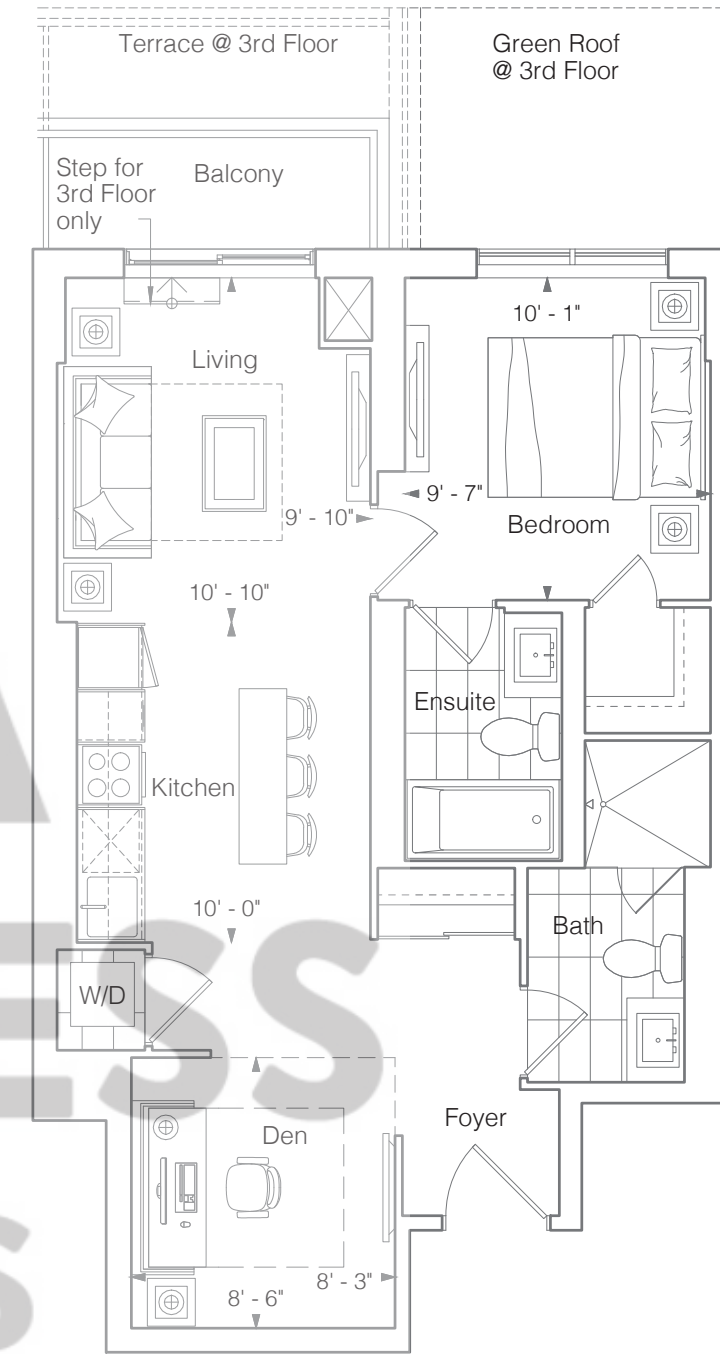 Terrace @ 3rd Floor
Green Roof
@ 3rd Floor
Step for
3rd Floor
only
Balcony
Living
10' - 1"
9' - 10"
9' - 7"
Bedroom
10' - 10"
Ensuite
Kitchen
10' - 0"
Bath
W/D
ESS
Foyer
Den
8' - 3"
8' - 6"